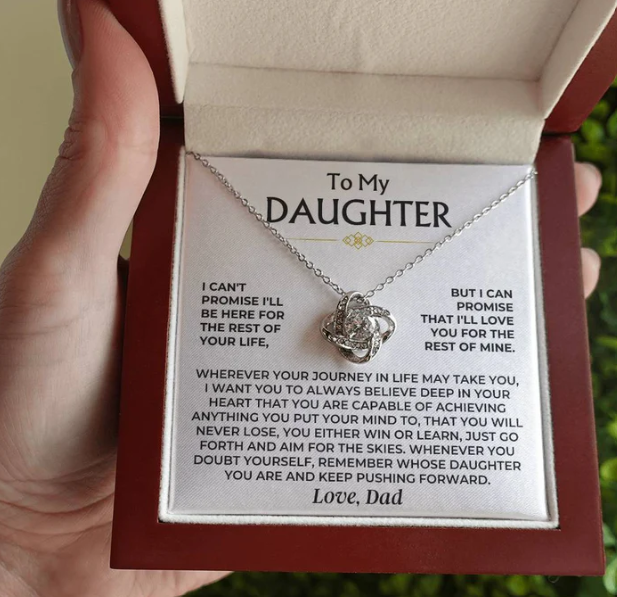 To My
DAUGHTER
I CAN'T
PROMISE I'LL
BE HERE FOR
THE REST OF
YOUR LIFE,
BUT I CAN
PROMISE
THAT I'LL LOVE
YOU FOR THE
REST OF MINE.
WHEREVER YOUR JOURNEY IN LIFE MAY TAKE YOU,
I WANT YOU TO ALWAYS BELIEVE DEEP IN YOUR
HEART THAT YOU ARE CAPABLE OF ACHIEVING
ANYTHING YOU PUT YOUR MIND TO, THAT YOU WILL
NEVER LOSE, YOU EITHER WIN OR LEARN, JUST GO
FORTH AND AIM FOR THE SKIES. WHENEVER YOU
DOUBT YOURSELF, REMEMBER WHOSE DAUGHTER
YOU ARE AND KEEP PUSHING FORWARD.
Love, Dad